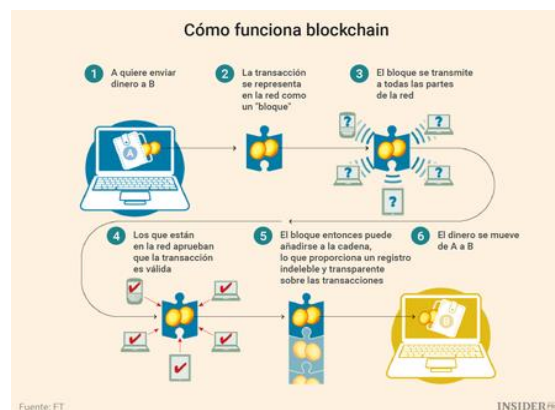 Cómo funciona blockchain
1
A quiere enviar
dinero a B
2
La transacción
se representa
en la red como
un "bloque"
3
El bloque se transmite
a todas las partes
de la red
A
?
?
?
?
?
4
Los que están
en la red aprueban
que la transacción
es válida
5
El bloque entonces puede
añadirse a la cadena,
lo que proporciona un registro
indeleble y transparente
sobre las transacciones
6
El dinero se mueve
de A a B
Fuente: FT
INSIDER